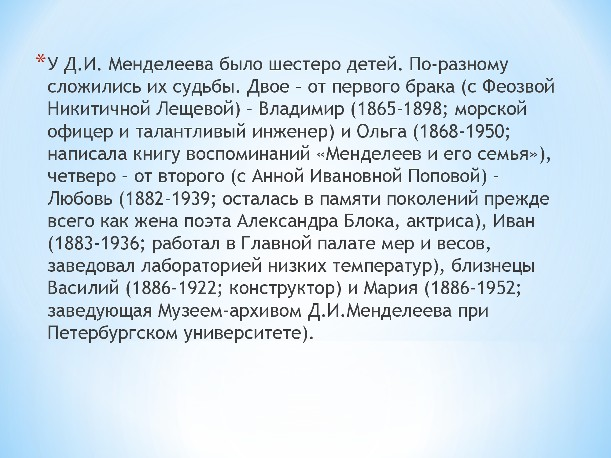 *У Д.И. Менделеева было шестеро детей. По-разному
сложились их судьбы. Двое – от первого брака (с Феозвой
Никитичной Лещевой) – Владимир (1865-1898; морской
офицер и талантливый инженер) и Ольга (1868-1950;
написала книгу воспоминаний «Менделеев и его семья»),
четверо – от второго (с Анной Ивановной Поповой) –
Любовь (1882-1939; осталась в памяти поколений прежде
всего как жена поэта Александра Блока, актриса), Иван
(1883-1936; работал в Главной палате мер и весов,
заведовал лабораторией низких температур), близнецы
Василий (1886-1922; конструктор) и Мария (1886-1952;
заведующая Музеем-архивом Д.И.Менделеева при
Петербургском университете).